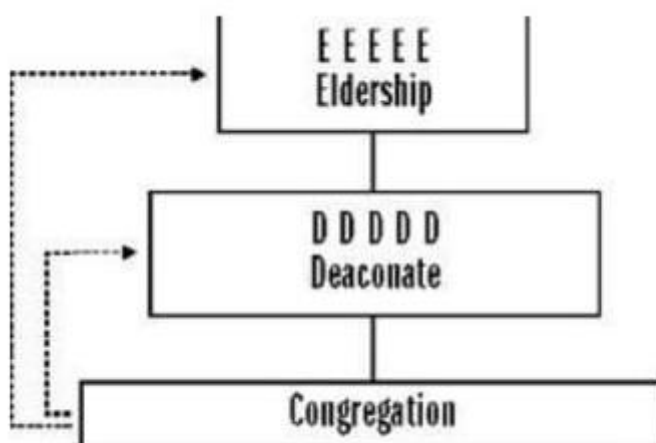 E E E E E
Eldership
D D D D D
Deaconate
Congregation